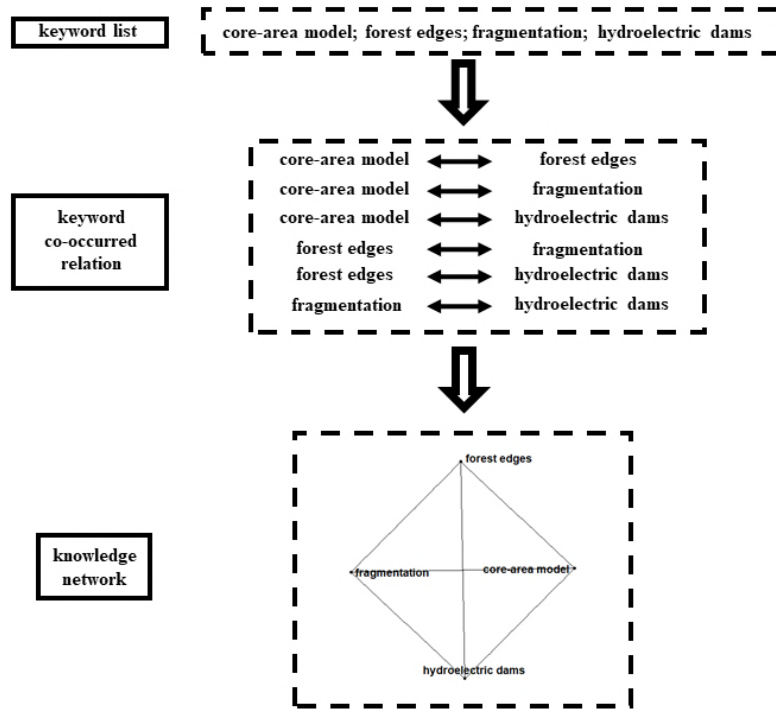 keyword list
core-area model; forest edges; fragmentation; hydroelectric dams
keyword
co-occurred
relation
core-area model forest edges
core-area model fragmentation
core-area model hydroelectric dams
forest edges fragmentation
forest edges hydroelectric dams
fragmentation hydroelectric dams
knowledge
network
forest edges
fragmentation core-area model
hydroelectric dams